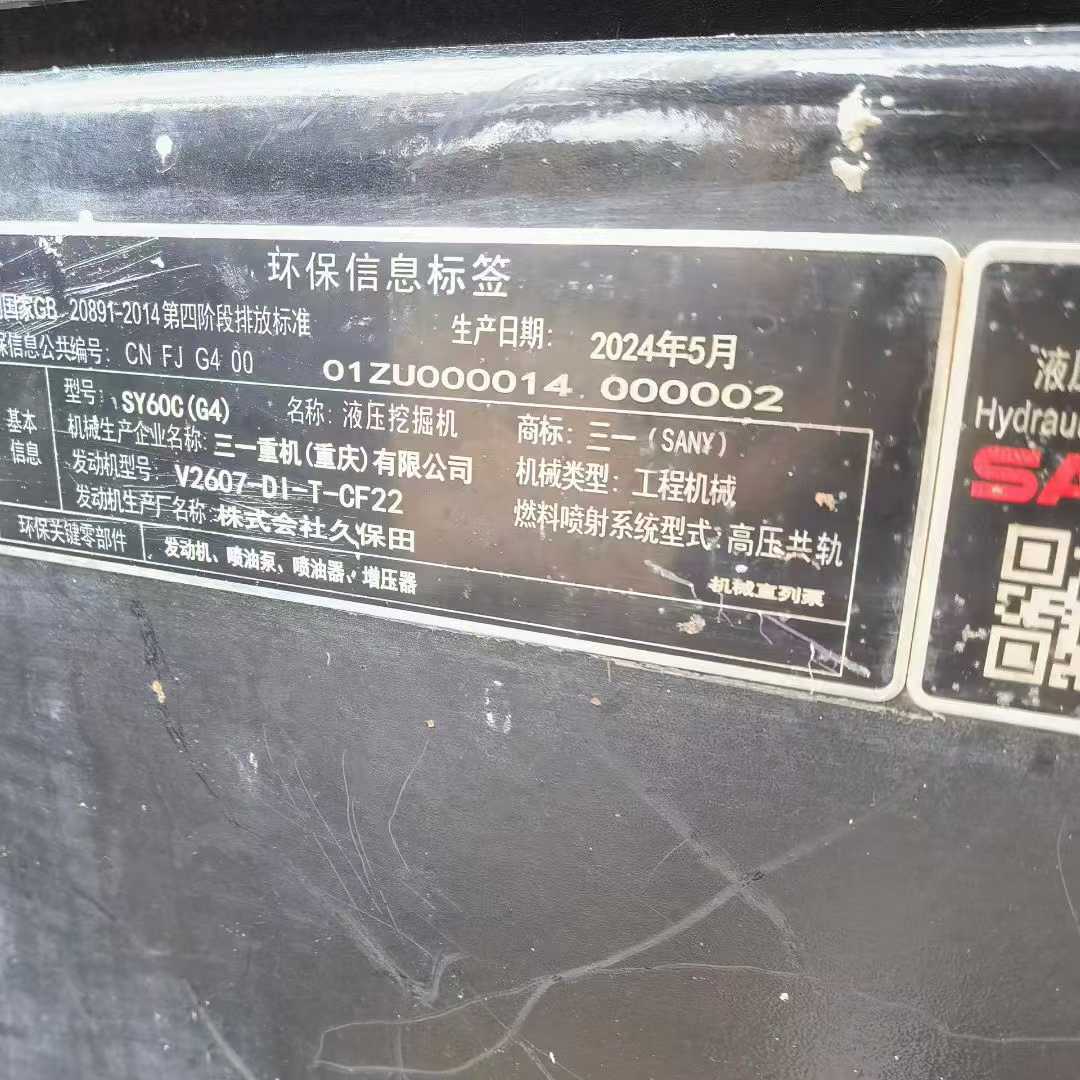 环保信息标签
国家GB 20891-2014第四阶段排放标准
生产日期: 2024年5月
保信息公共编号: CN FJ G4 00 01ZU000014 000002
基本信息
型号: SY60C(G4) 名称: 液压挖掘机 商标: 三一(SANY)
机械生产企业名称: 三一重机(重庆)有限公司 机械类型: 工程机械
发动机型号: V2607-DI-T-CF22 燃料喷射系统型式: 高压共轨
发动机生产厂名称: 株式会社久保田 机械直列泵
环保关键零部件 发动机、喷油泵、喷油器、增压器
液
Hydrau
SA